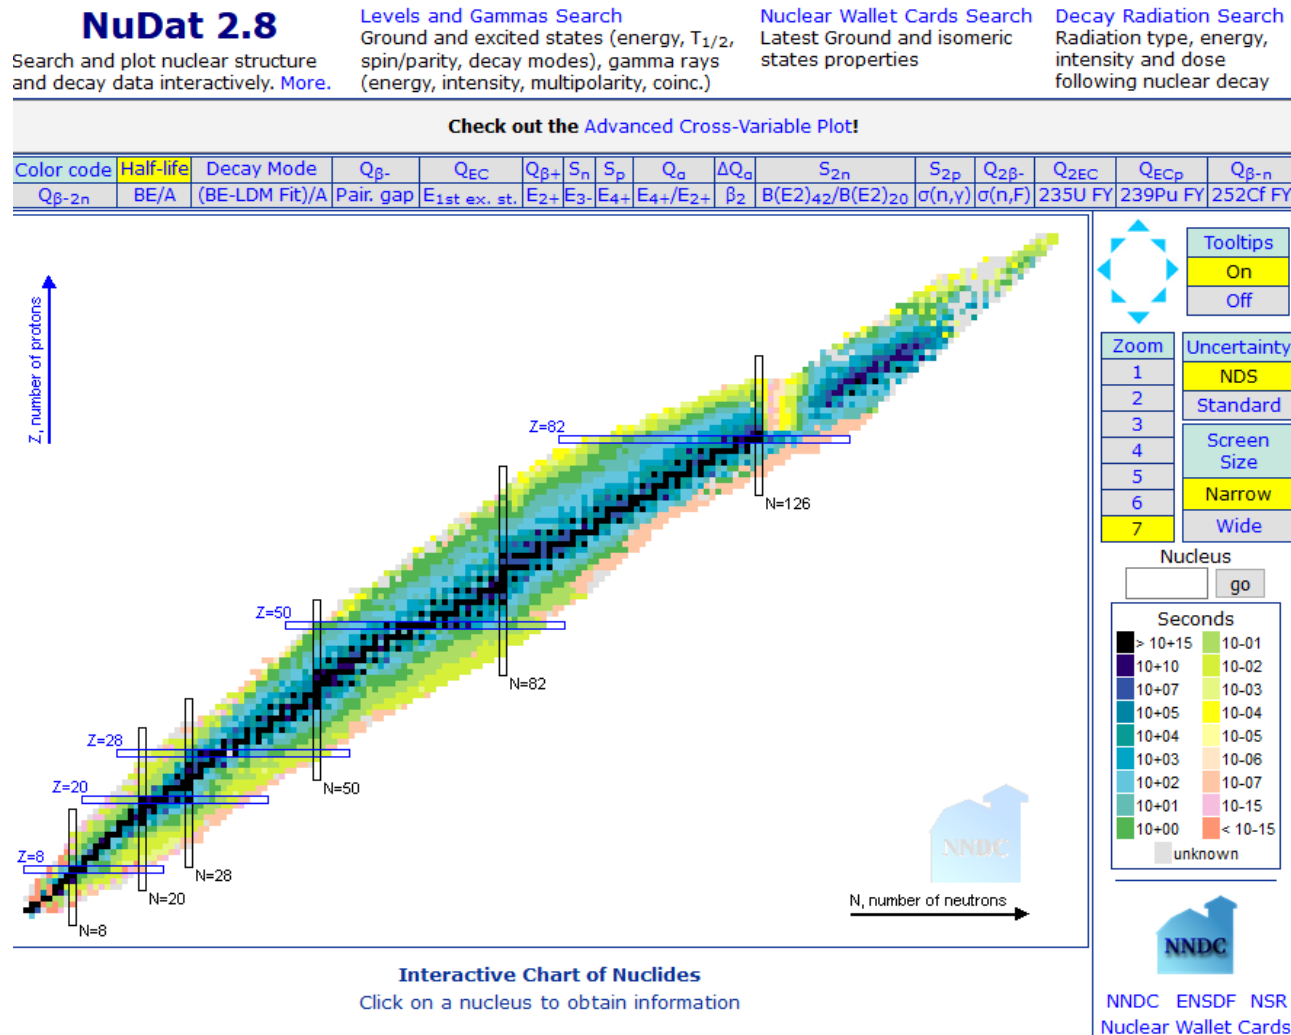 NuDat 2.8
Search and plot nuclear structure
and decay data interactively. More.
Levels and Gammas Search
Ground and excited states (energy, T1/2,
spin/parity, decay modes), gamma rays
(energy, intensity, multipolarity, coinc.)
Nuclear Wallet Cards Search
Latest Ground and isomeric
states properties
Decay Radiation Search
Radiation type, energy,
intensity and dose
following nuclear decay
Check out the Advanced Cross-Variable Plot!
Color code Half-life Decay Mode Qβ- QEC Qβ+ Sn Sp Qα ΔQα S2n S2p Q2β- Q2EC QECp Qβ-n
Qβ-2n BE/A (BE-LDM Fit)/A Pair. gap E1st ex. st. E2+ E3- E4+ E4+/E2+ β2 B(E2)42/B(E2)20 σ(n,γ) σ(n,F) 235U FY 239Pu FY 252Cf FY
Z, number of protons
Z=82
N=126
Z=50
N=82
Z=28
N=50
Z=20
N=28
Z=8
N=20
N=8
NNDC
N, number of neutrons
Tooltips
On
Off
Zoom
1
2
3
4
5
6
7
Uncertainty
NDS
Standard
Screen
Size
Narrow
Wide
Nucleus
go
Seconds
> 10+15 10-01
10+10 10-02
10+07 10-03
10+05 10-04
10+04 10-05
10+03 10-06
10+02 10-07
10+01 10-15
10+00 < 10-15
unknown
NNDC
NNDC ENSDF NSR
Nuclear Wallet Cards
Interactive Chart of Nuclides
Click on a nucleus to obtain information